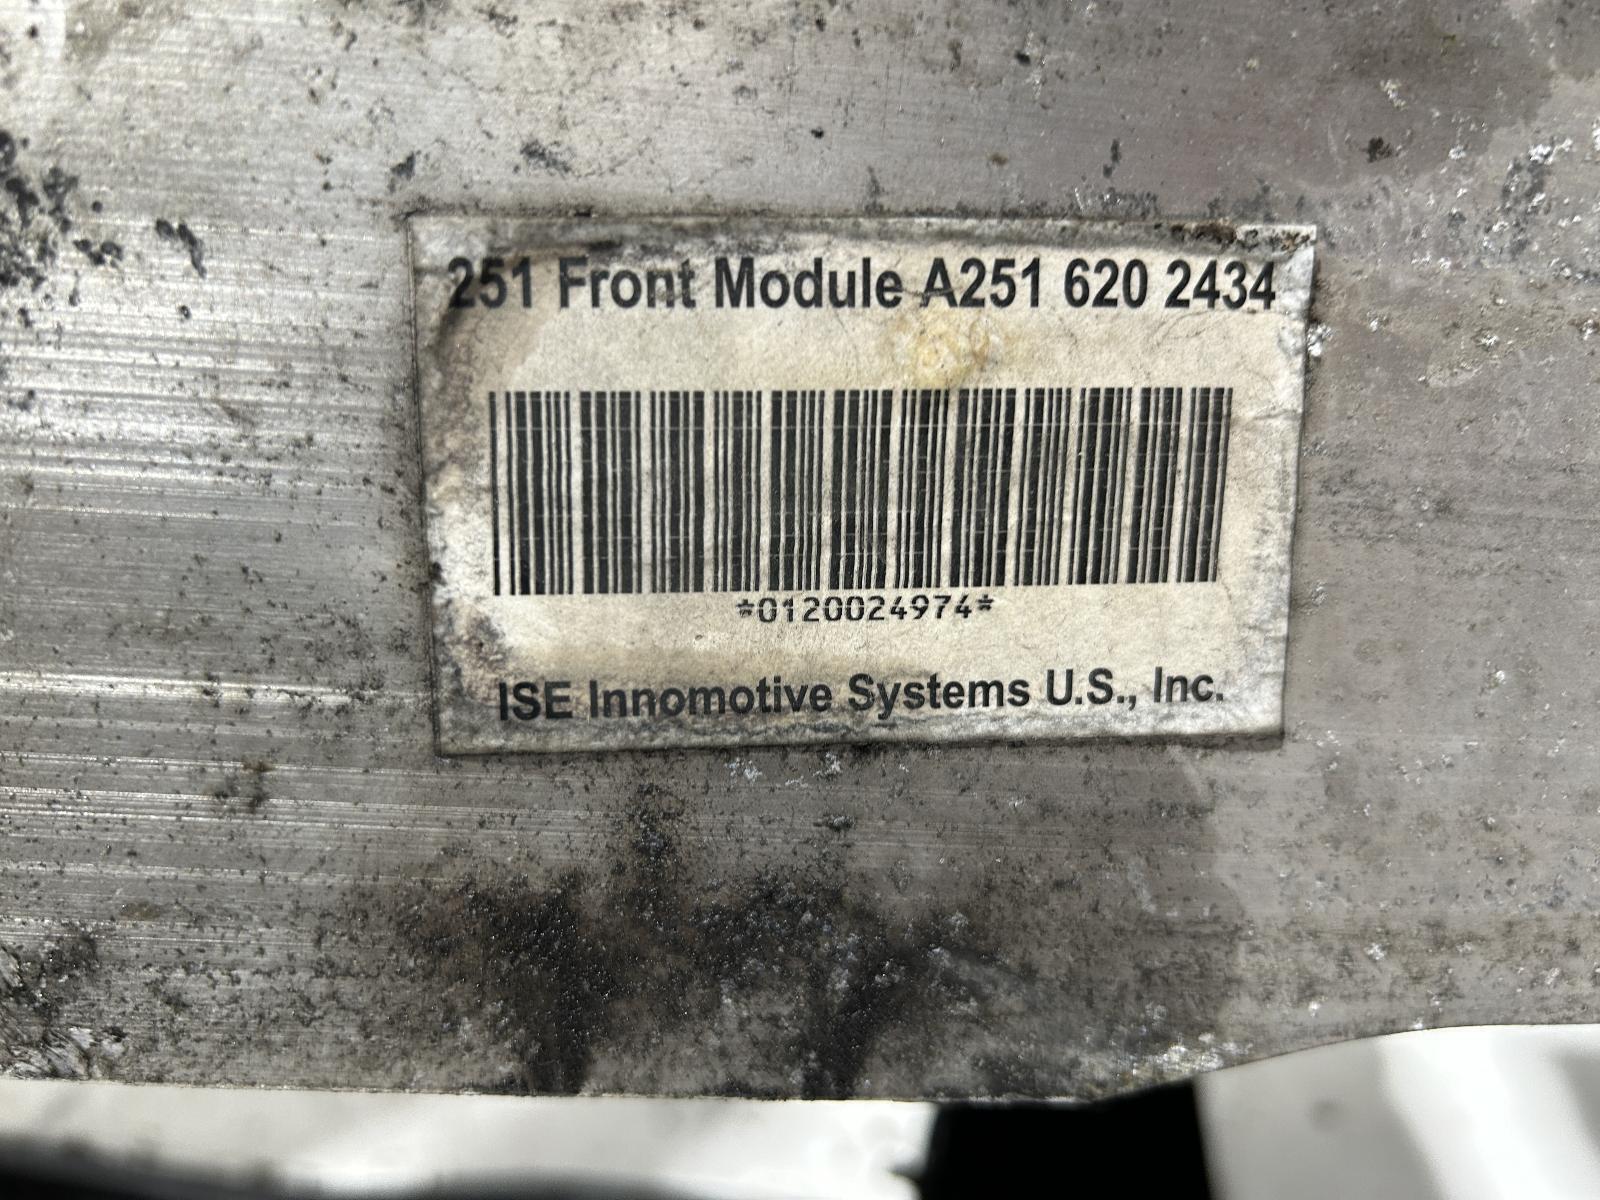 251 Front Module A251 620 2434
*0120024974*
ISE Innomotive Systems U.S., Inc.